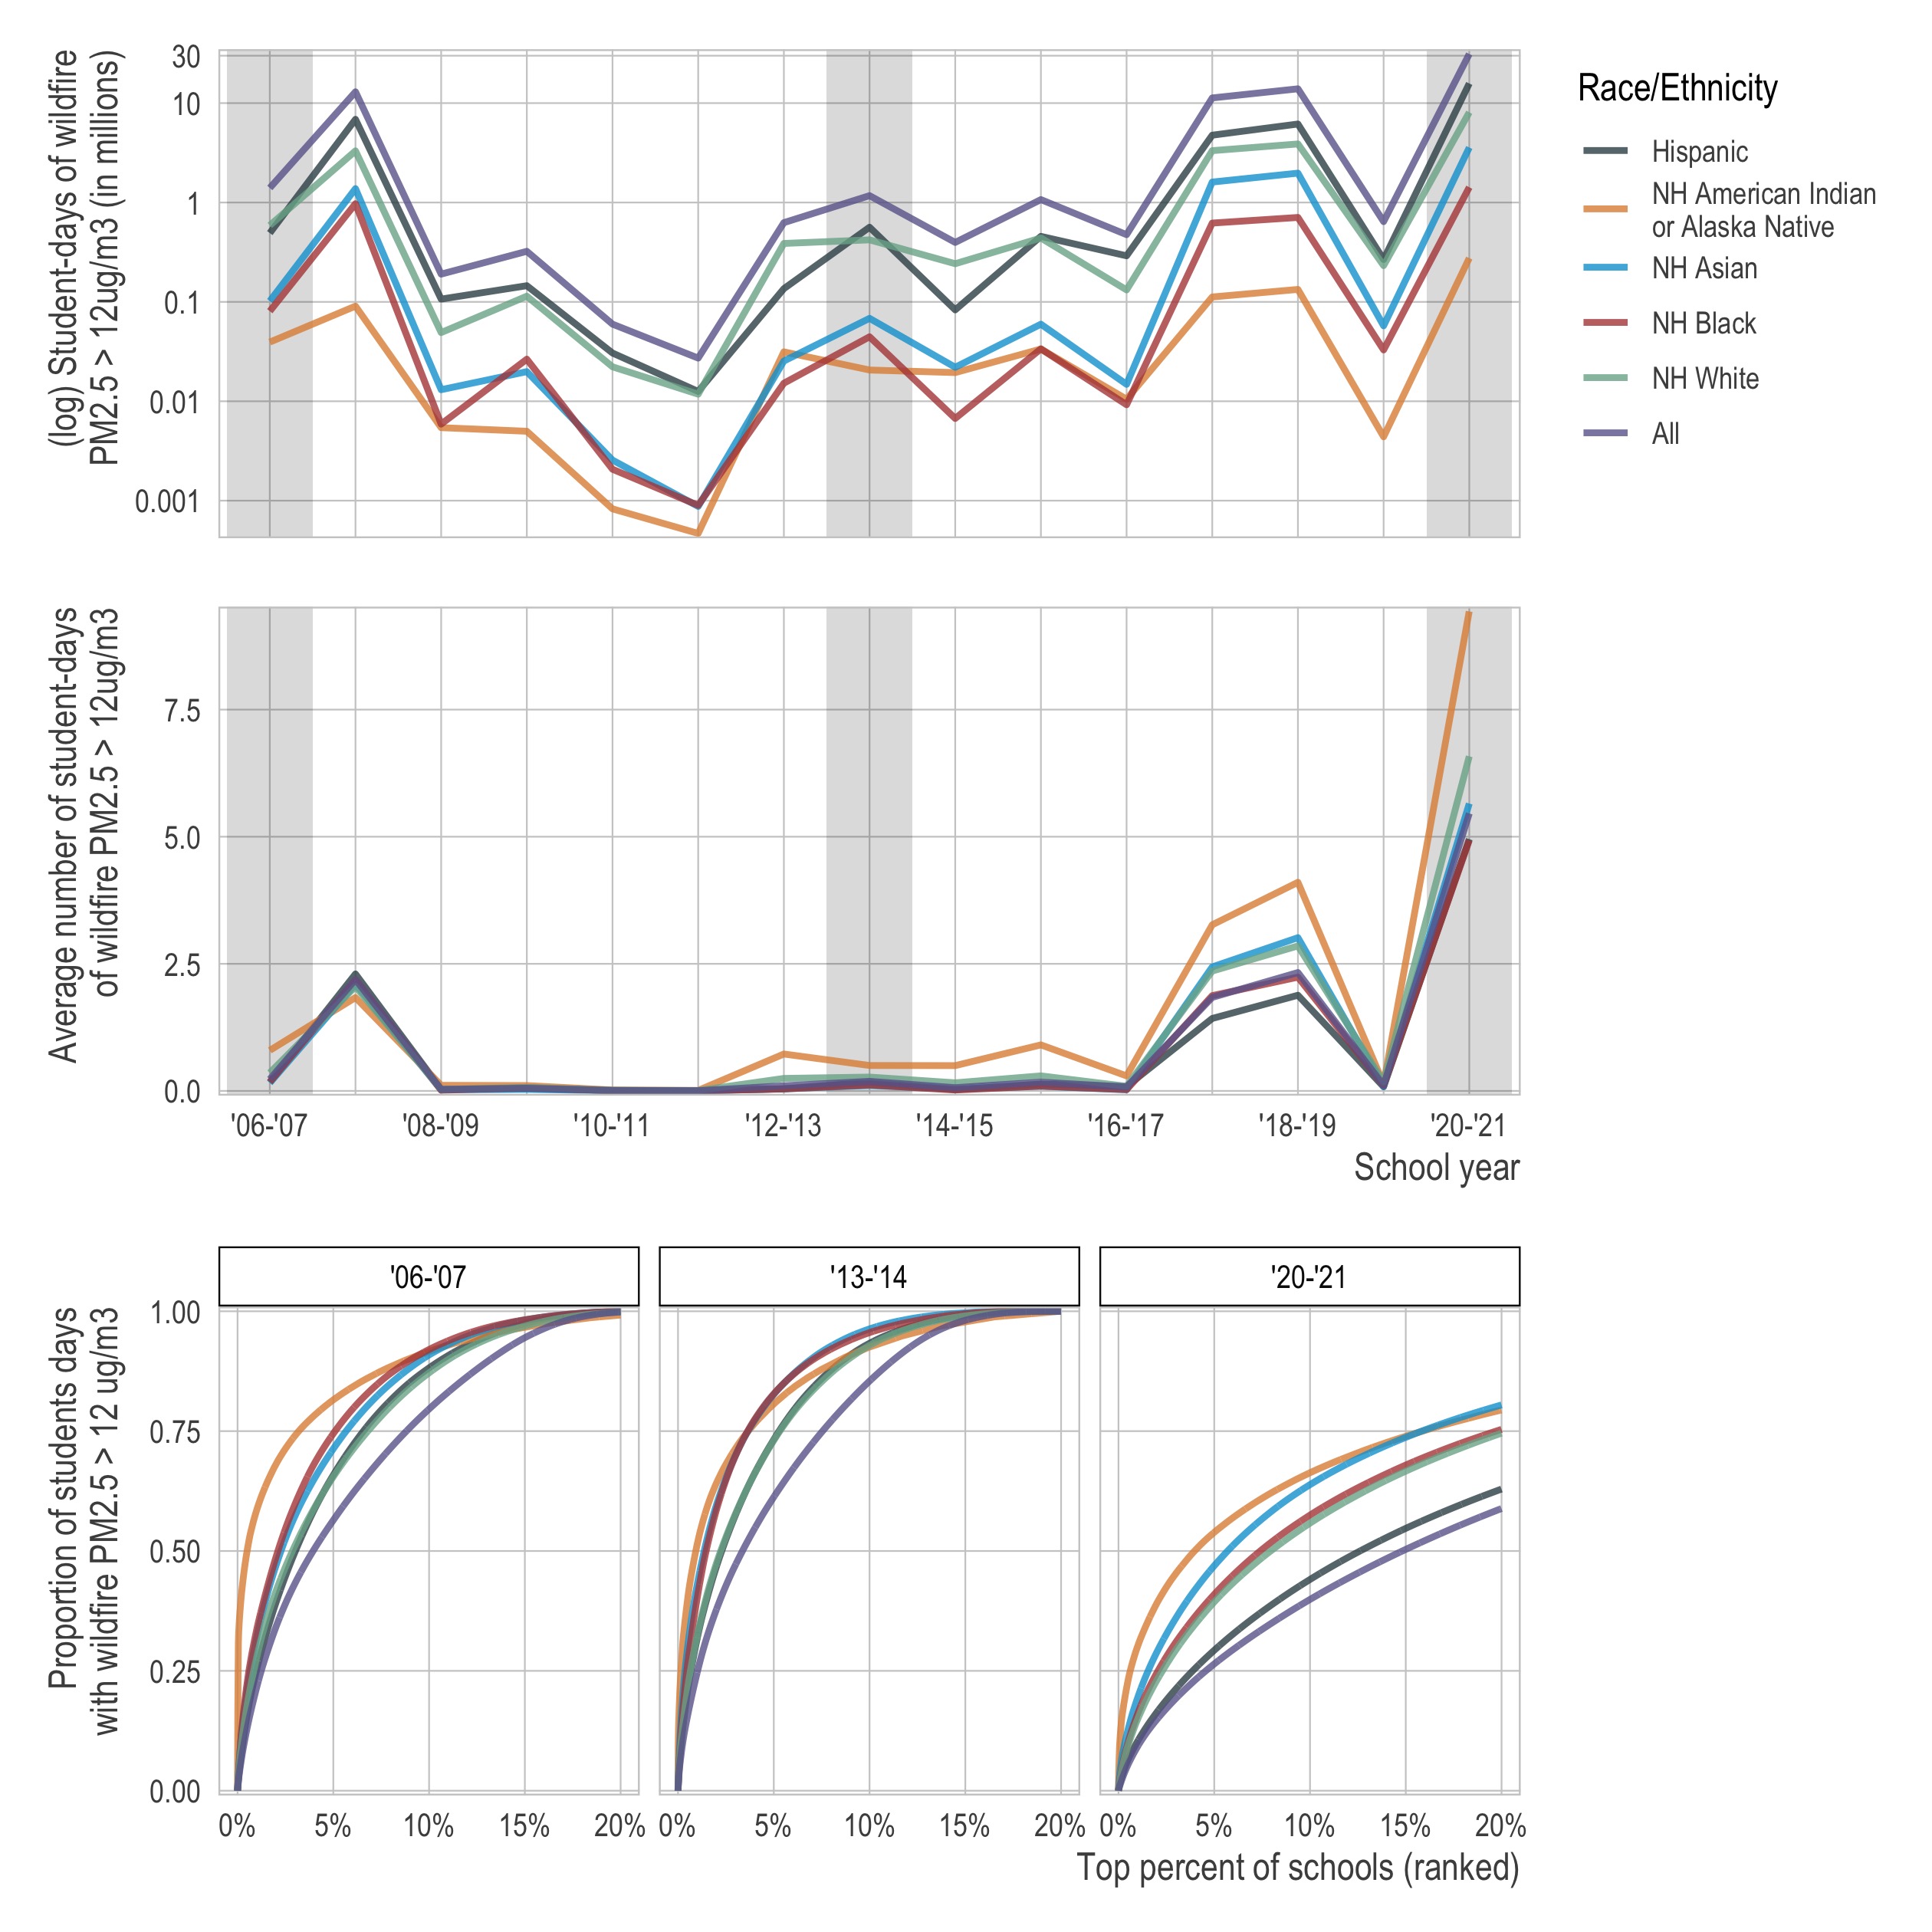 (log) Student-days of wildfire
PM2.5 > 12ug/m3 (in millions)
30
10
1
0.1
0.01
0.001
Race/Ethnicity
Hispanic
NH American Indian
or Alaska Native
NH Asian
NH Black
NH White
All
Average number of student-days
of wildfire PM2.5 > 12ug/m3
7.5
5.0
2.5
0.0
'06-'07 '08-'09 '10-'11 '12-'13 '14-'15 '16-'17 '18-'19 '20-'21
School year
'06-'07 '13-'14 '20-'21
Proportion of students days
with wildfire PM2.5 > 12 ug/m3
1.00
0.75
0.50
0.25
0.00
0% 5% 10% 15% 20% 0% 5% 10% 15% 20% 0% 5% 10% 15% 20%
Top percent of schools (ranked)